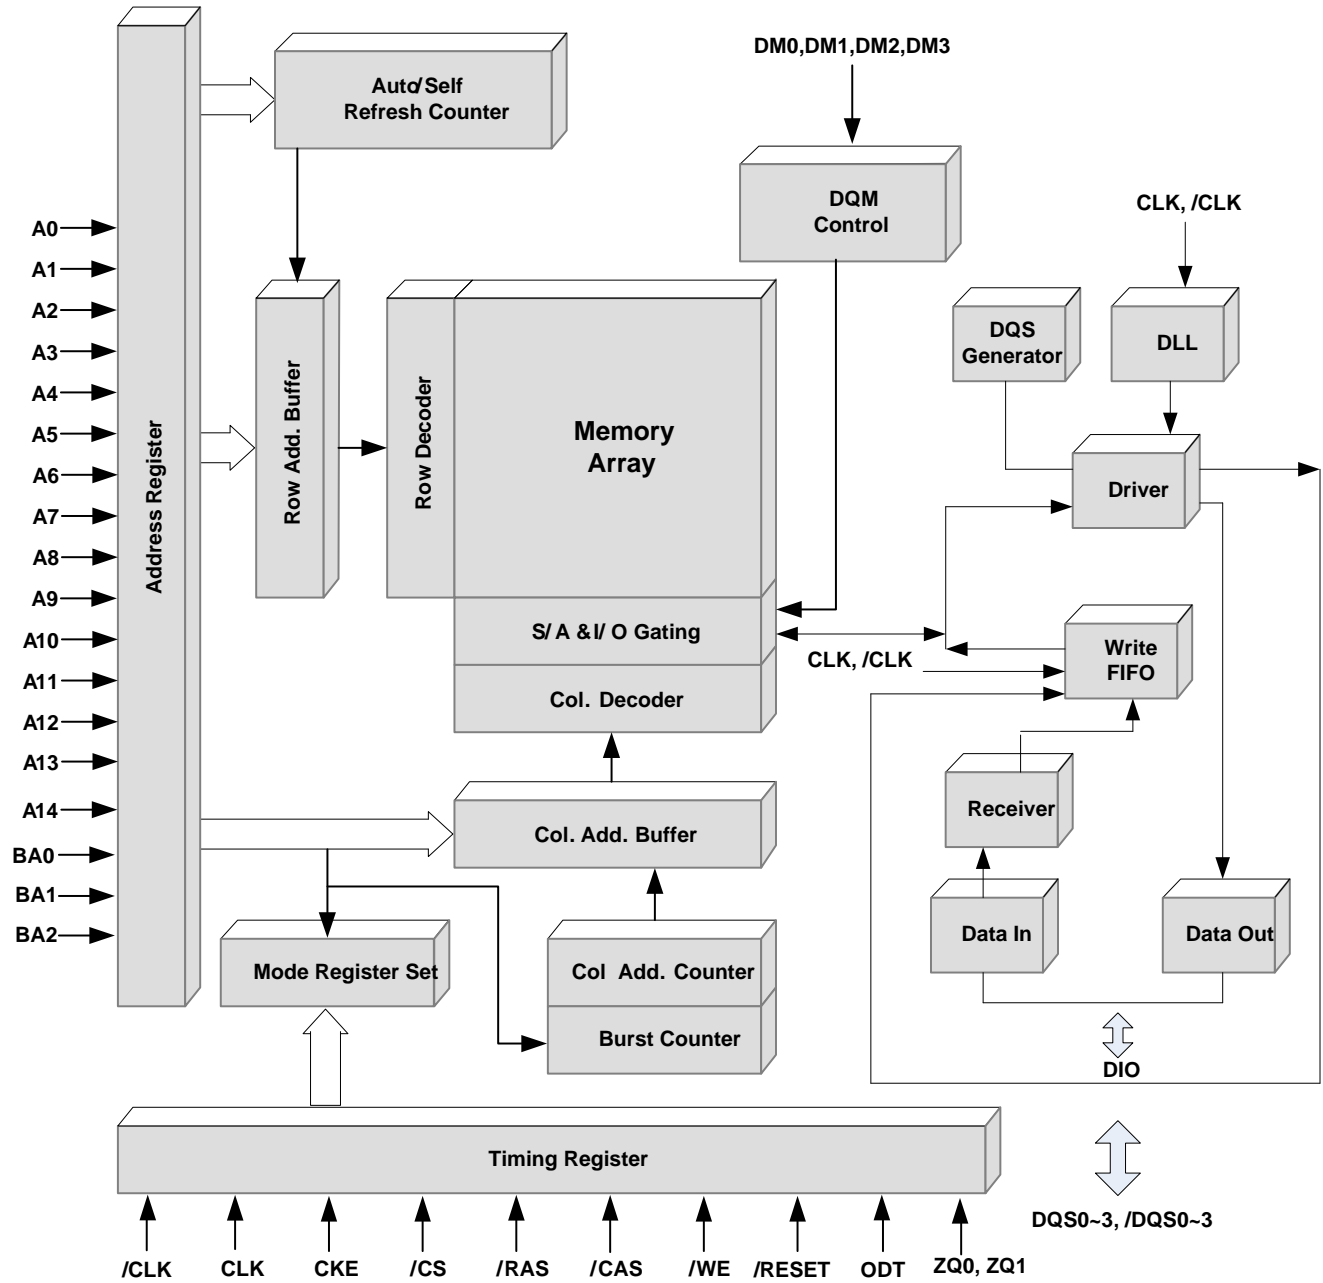 DM0,DM1,DM2,DM3
Auto/Self
Refresh Counter
DQM
Control
CLK, /CLK
A0
A1
A2
A3
A4
A5
A6
A7
A8
A9
A10
A11
A12
A13
A14
BA0
BA1
BA2
Address Register
Row Add. Buffer
Row Decoder
Memory
Array
DQS
Generator
DLL
Driver
S/ A &I/ O Gating
CLK, /CLK
Write
FIFO
Col. Decoder
Receiver
Col. Add. Buffer
Data In
Data Out
Mode Register Set
Col Add. Counter
Burst Counter
DIO
Timing Register
DQS0~3, /DQS0~3
/CLK
CLK
CKE
/CS
/RAS
/CAS
/WE
/RESET
ODT
ZQ0, ZQ1